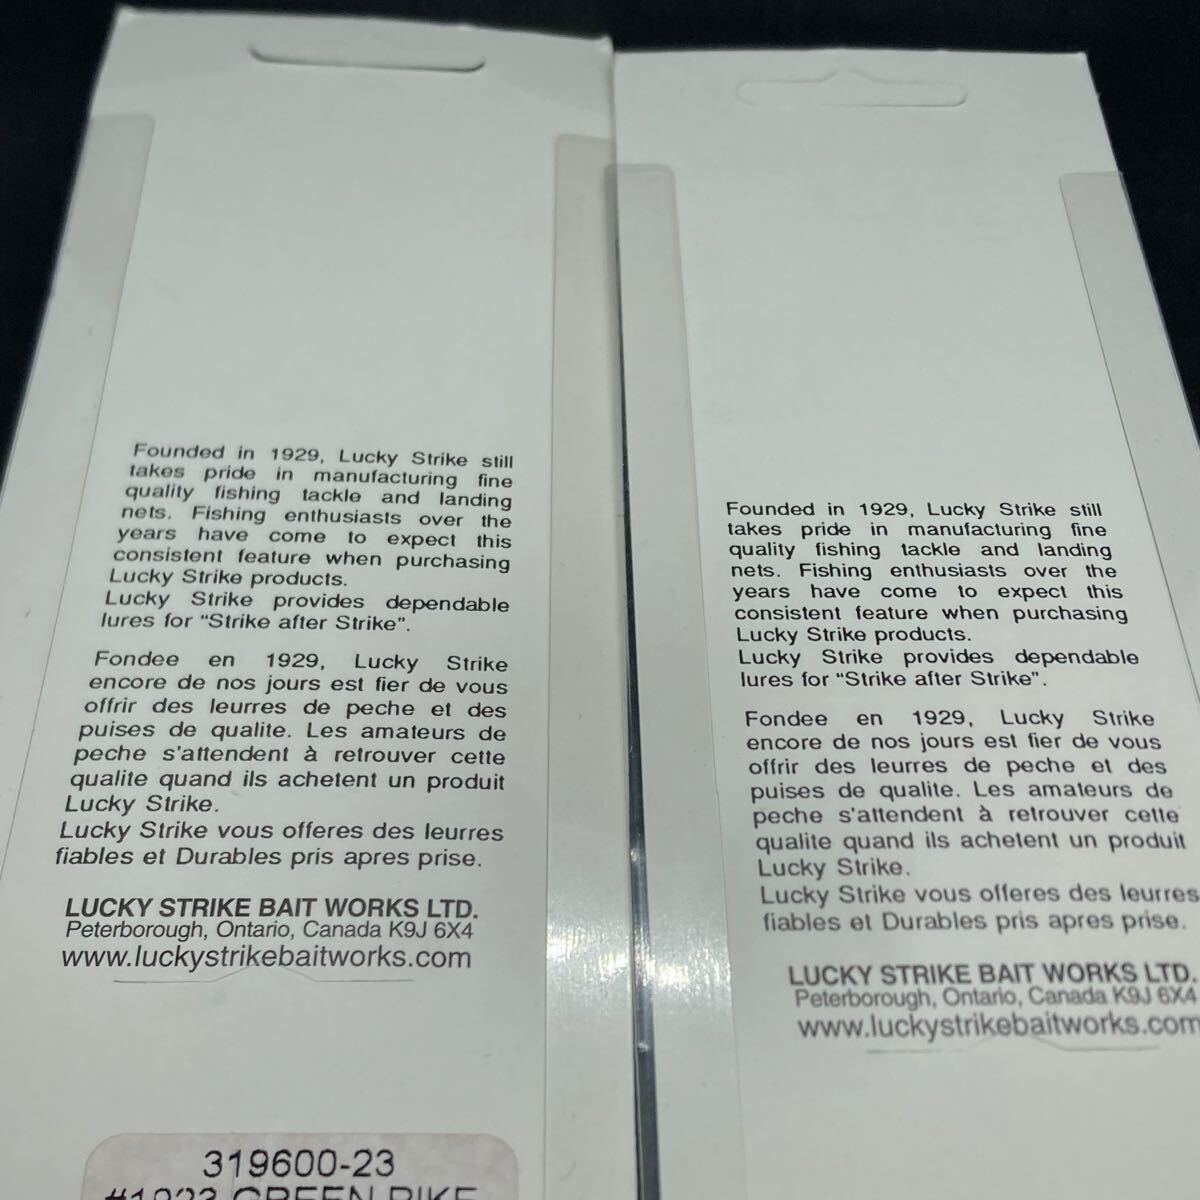 Founded in 1929, Lucky Strike still
takes pride in manufacturing fine
quality fishing tackle and landing
nets. Fishing enthusiasts over the
years have come to expect this
consistent feature when purchasing
Lucky Strike products.
Lucky Strike provides dependable
lures for “Strike after Strike”.
Fondee en 1929, Lucky Strike
encore de nos jours est fier de vous
offrir des leurres de peche et des
puises de qualite. Les amateurs de
peche s'attendent à retrouver cette
qualite quand ils achetent un produit
Lucky Strike.
Lucky Strike vous offeres des leurres
fiables et Durables pris apres prise.
LUCKY STRIKE BAIT WORKS LTD.
Peterborough, Ontario, Canada K9J 6X4
www.luckystrikebaitworks.com
319600-23
GREEN PIKE
Founded in 1929, Lucky Strike still
takes pride in manufacturing fine
quality fishing tackle and landing
nets. Fishing enthusiasts over the
years have come to expect this
consistent feature when purchasing
Lucky Strike products.
Lucky Strike provides dependable
lures for “Strike after Strike”.
Fondee en 1929, Lucky Strike
encore de nos jours est fier de vous
offrir des leurres de peche et des
puises de qualite. Les amateurs de
peche s'attendent à retrouver cette
qualite quand ils achetent un produit
Lucky Strike.
Lucky Strike vous offeres des leurres
fiables et Durables pris apres prise.
LUCKY STRIKE BAIT WORKS LTD.
Peterborough, Ontario, Canada K9J 6X4
www.luckystrikebaitworks.com